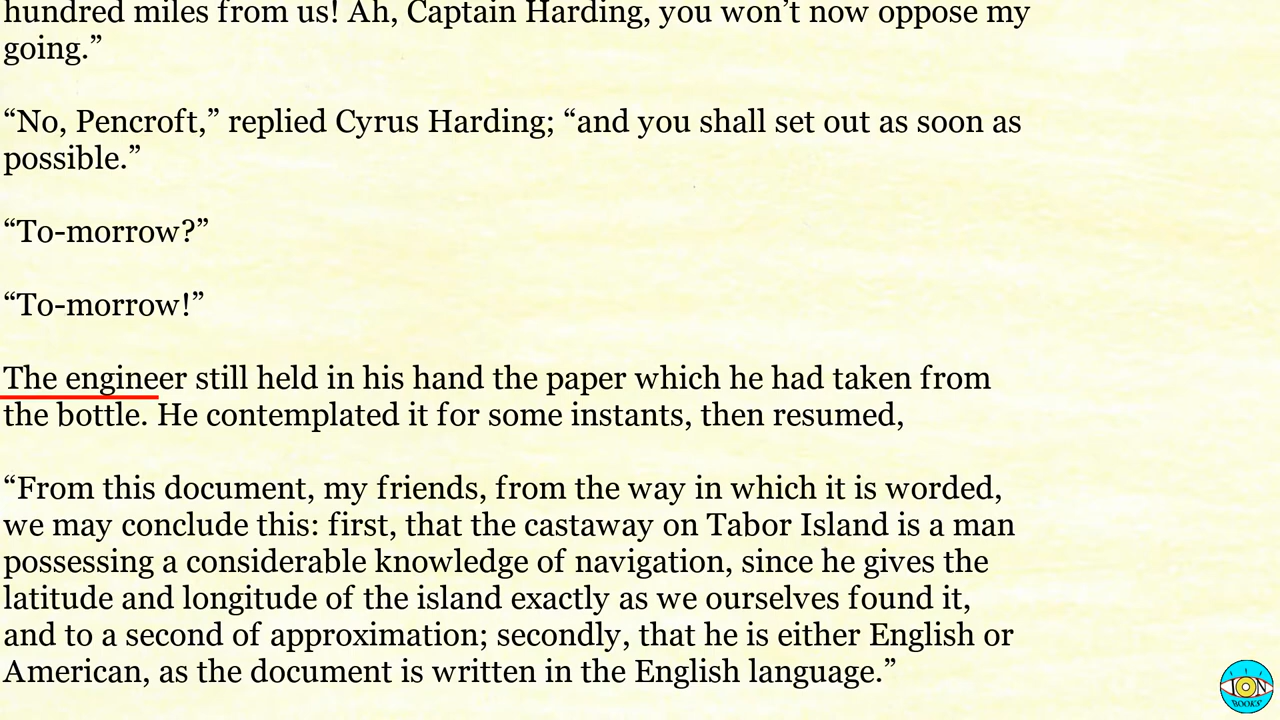 hundred miles from us! Ah, Captain Harding, you won’t now oppose my
going.”
“No, Pencroft,” replied Cyrus Harding; “and you shall set out as soon as
possible.”
“To-morrow?”
“To-morrow!”
The engineer still held in his hand the paper which he had taken from
the bottle. He contemplated it for some instants, then resumed,
“From this document, my friends, from the way in which it is worded,
we may conclude this: first, that the castaway on Tabor Island is a man
possessing a considerable knowledge of navigation, since he gives the
latitude and longitude of the island exactly as we ourselves found it,
and to a second of approximation; secondly, that he is either English or
American, as the document is written in the English language.”
ION
BOOKS